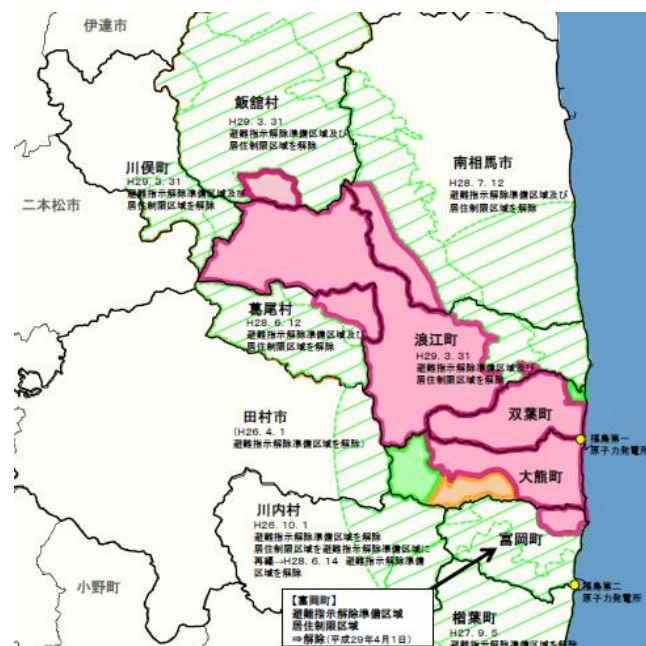 伊達市
飯舘村
H29.3.31
避難指示解除準備区域及び
居住制限区域を解除
川俣町
H29.3.31
避難指示解除準備区域及び
居住制限区域を解除
南相馬市
H28.7.12
避難指示解除準備区域及び
居住制限区域を解除
二本松市
葛尾村
H28.6.12
避難指示解除準備区域及び
居住制限区域を解除
浪江町
H29.3.31
避難指示解除準備区域及び
居住制限区域を解除
田村市
(H26.4.1
避難指示解除準備区域を解除)
双葉町
福島第一
原子力発電所
大熊町
川内村
H26.10.1
避難指示解除準備区域を解除
居住制限区域を避難指示解除準備区域に
再編→H28.6.14 避難指示解除準備
区域を解除
富岡町
小野町
福島第二
原子力発電所
【富岡町】
避難指示解除準備区域
居住制限区域
⇒解除(平成29年4月1日)
楢葉町
H27.9.5
避難指示解除準備区域を解除